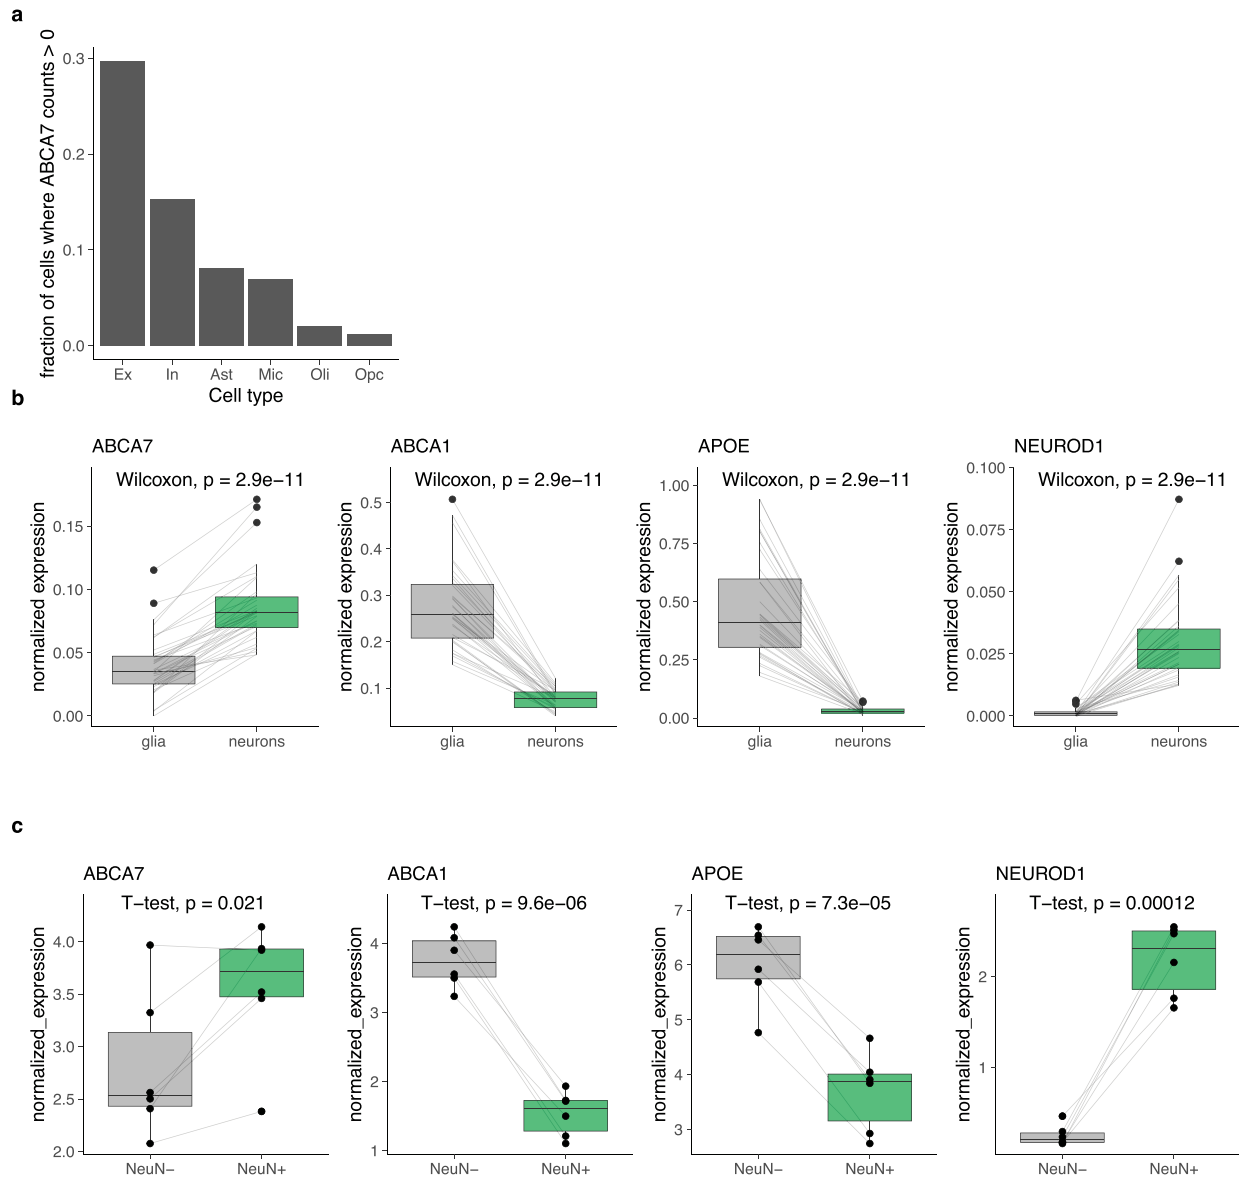 a
fraction of cells where ABCA7 counts > 0
0.3
0.2
0.1
0.0
Ex In Ast Mic Oli Opc
Cell type
b
ABCA7
Wilcoxon, p = 2.9e−11
normalized expression
0.15
0.10
0.05
0.00
glia neurons
ABCA1
Wilcoxon, p = 2.9e−11
normalized expression
0.5
0.4
0.3
0.2
0.1
glia neurons
APOE
Wilcoxon, p = 2.9e−11
normalized expression
1.00
0.75
0.50
0.25
0.00
glia neurons
NEUROD1
Wilcoxon, p = 2.9e−11
normalized expression
0.100
0.075
0.050
0.025
0.000
glia neurons
c
ABCA7
T−test, p = 0.021
normalized_expression
4.0
3.5
3.0
2.5
2.0
NeuN− NeuN+
ABCA1
T−test, p = 9.6e−06
normalized_expression
4
3
2
1
NeuN− NeuN+
APOE
T−test, p = 7.3e−05
normalized_expression
7
6
5
4
3
NeuN− NeuN+
NEUROD1
T−test, p = 0.00012
normalized_expression
2
1
NeuN− NeuN+